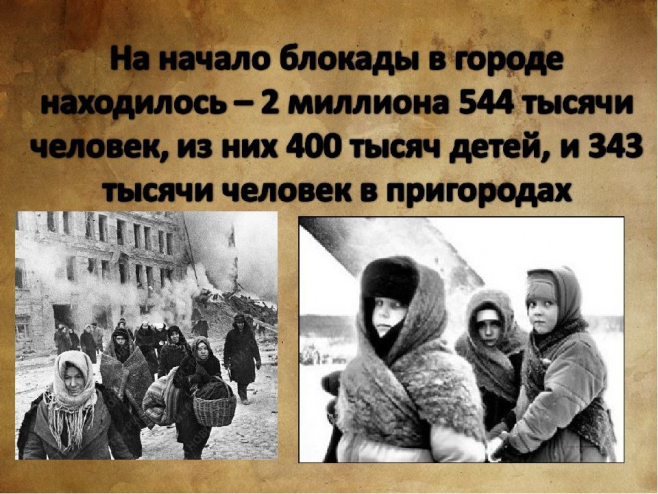 На начало блокады в городе
находилось – 2 миллиона 544 тысячи
человек, из них 400 тысяч детей, и 343
тысячи человек в пригородах